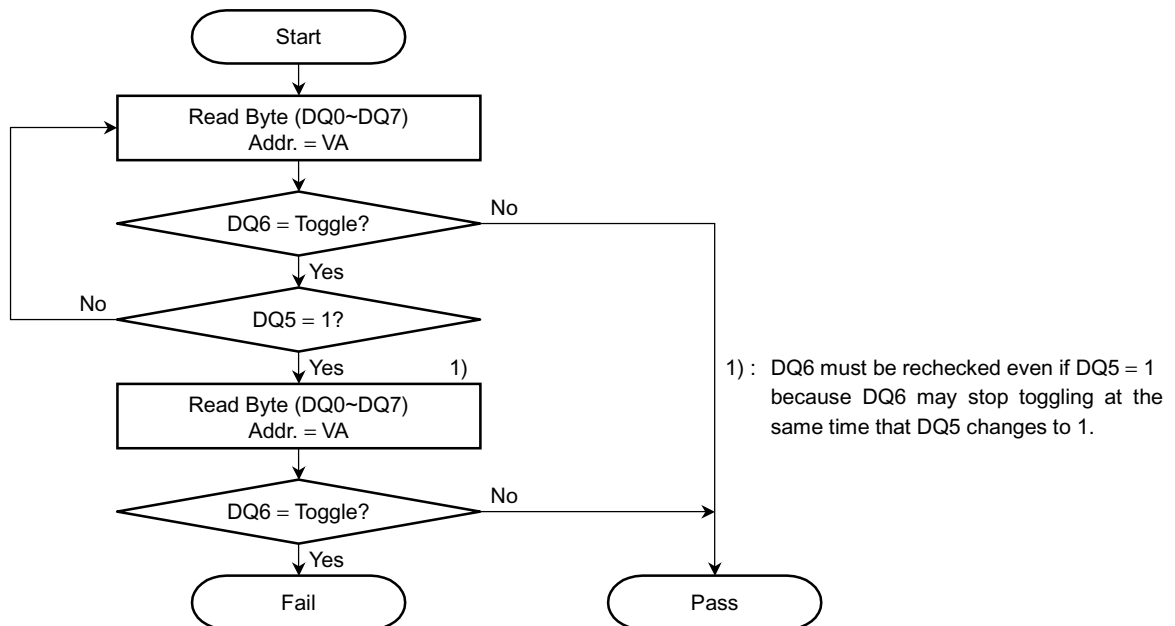 Start
Read Byte (DQ0~DQ7)
Addr. = VA
DQ6 = Toggle?
No
Yes
No
DQ5 = 1?
Yes
1)
Read Byte (DQ0~DQ7)
Addr. = VA
1) : DQ6 must be rechecked even if DQ5 = 1
because DQ6 may stop toggling at the
same time that DQ5 changes to 1.
DQ6 = Toggle?
No
Yes
Fail
Pass